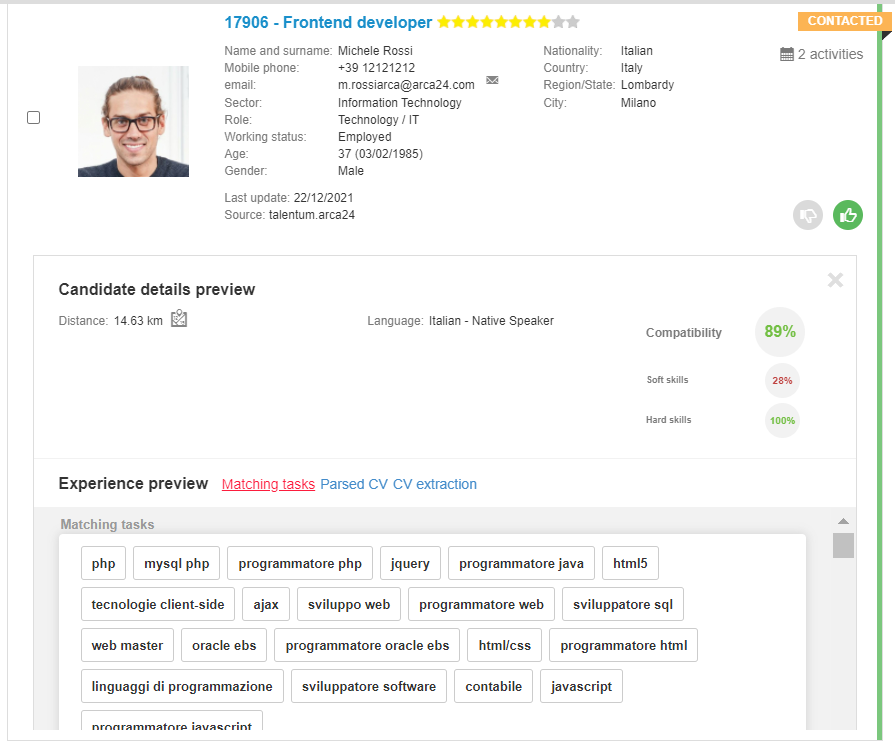 17906 - Frontend developer
CONTACTED
Name and surname: Michele Rossi
Nationality: Italian
2 activities
Mobile phone: +39 12121212
Country: Italy
email: m.rossiarca@arca24.com
Region/State: Lombardy
Sector: Information Technology
City: Milano
Role: Technology / IT
Working status: Employed
Age: 37 (03/02/1985)
Gender: Male
Last update: 22/12/2021
Source: talentum.arca24
Candidate details preview
Distance: 14.63 km
Language: Italian - Native Speaker
Compatibility 89%
Soft skills 28%
Hard skills 100%
Experience preview Matching tasks Parsed CV CV extraction
Matching tasks
php mysql php programmatore php jquery programmatore java html5
tecnologie client-side ajax sviluppo web programmatore web sviluppatore sql
web master oracle ebs programmatore oracle ebs html/css programmatore html
linguaggi di programmazione sviluppatore software contabile javascript
programmatore javascript